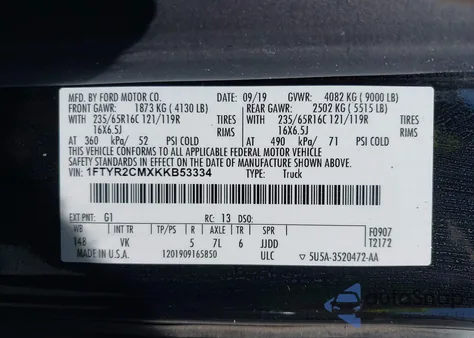 MFD. BY FORD MOTOR CO. 09/19 GVWR: 4082 KG ( 9000 LB)
FRONT GAWR: 1873 KG ( 4130 LB) REAR GAWR: 2502 KG ( 5515 LB)
WITH 235/65R16C 121/119R TIRES WITH 235/65R16C 121/119R TIRES
16X6.5J RIMS 16X6.5J RIMS
AT 360 kPa/ 52 PSI COLD AT 490 kPa/ 71 PSI COLD
THIS VEHICLE CONFORMS TO ALL APPLICABLE FEDERAL MOTOR VEHICLE SAFETY STANDARDS IN EFFECT ON THE DATE OF MANUFACTURE SHOWN ABOVE.
VIN: 1FTYR2CMXKKB53334 TYPE: Truck
EXT PNT: G1 RC: 13 DSO:
WB INT TR TP/PS R AXLE TR SPR F0907
148 VK 5 7L 6 JJDD T2172
MADE IN U.S.A. 1201909165850 ULC ▽ 5U5A-3520472-AA
AutoSnap